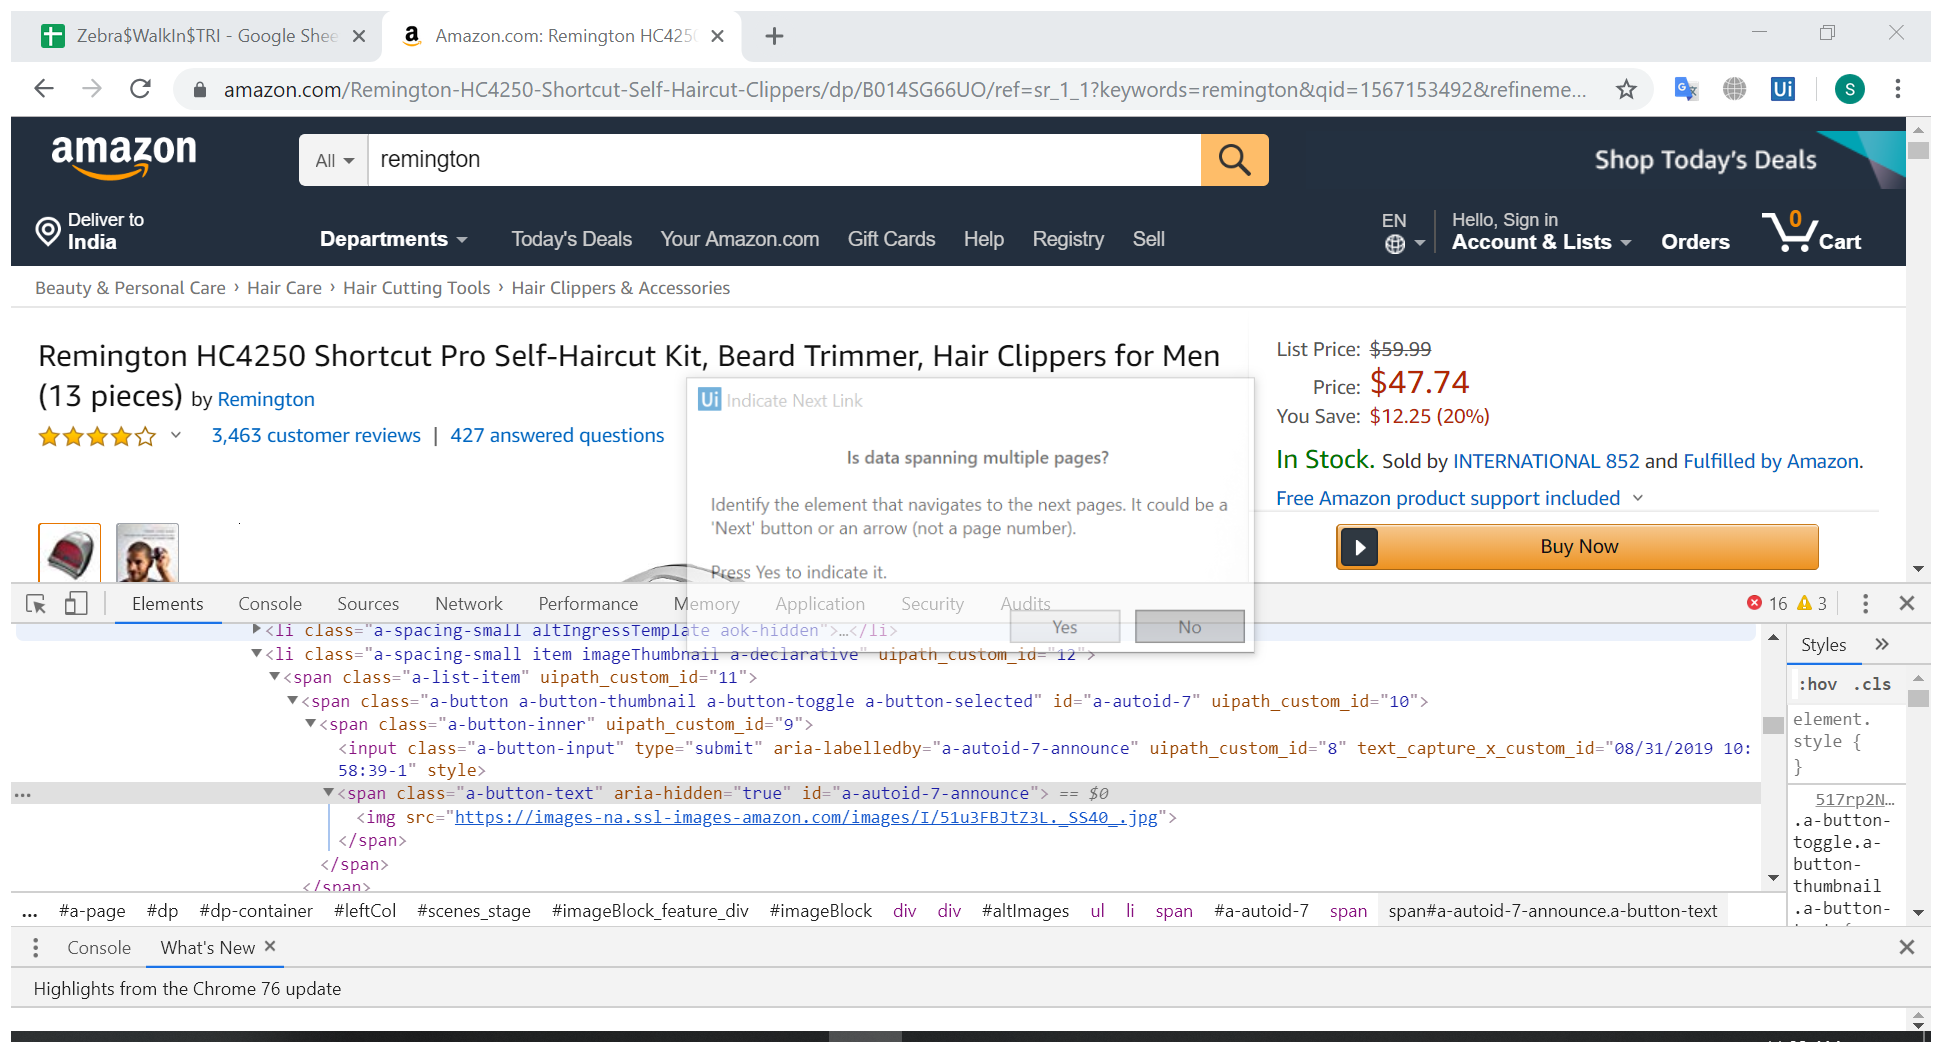 Zebra$WalkIn$TRI - Google Shee
Amazon.com: Remington HC425
amazon.com/Remington-HC4250-Shortcut-Self-Haircut-Clippers/dp/B014SG66UO/ref=sr_1_1?keywords=remington&qid=1567153492&refineme...
Ui
S
amazon
All
remington
Shop Today's Deals
Deliver to
India
Departments
Today's Deals
Your Amazon.com
Gift Cards
Help
Registry
Sell
EN
Hello, Sign in
Account & Lists
Orders
0
Cart
Beauty & Personal Care › Hair Care › Hair Cutting Tools › Hair Clippers & Accessories
Remington HC4250 Shortcut Pro Self-Haircut Kit, Beard Trimmer, Hair Clippers for Men
(13 pieces) by Remington
3,463 customer reviews | 427 answered questions
List Price: $59.99
Price: $47.74
You Save: $12.25 (20%)
In Stock. Sold by INTERNATIONAL 852 and Fulfilled by Amazon.
Free Amazon product support included
Buy Now
Ui Indicate Next Link
Is data spanning multiple pages?
Identify the element that navigates to the next pages. It could be a
'Next' button or an arrow (not a page number).
Press Yes to indicate it.
Yes
No
Elements
Console
Sources
Network
Performance
Memory
Application
Security
Audits
16
3
<li class="a-spacing-small altIngressTemplate aok-hidden">…</li>
<li class="a-spacing-small item imageThumbnail a-declarative" uipath_custom_id="12">
<span class="a-list-item" uipath_custom_id="11">
<span class="a-button a-button-thumbnail a-button-toggle a-button-selected" id="a-autoid-7" uipath_custom_id="10">
<span class="a-button-inner" uipath_custom_id="9">
<input class="a-button-input" type="submit" aria-labelledby="a-autoid-7-announce" uipath_custom_id="8" text_capture_x_custom_id="08/31/2019 10:
58:39-1" style>
... <span class="a-button-text" aria-hidden="true" id="a-autoid-7-announce"> == $0
<img src="https://images-na.ssl-images-amazon.com/images/I/51u3FBJtZ3L._SS40_.jpg">
</span>
</span>
</span>
Styles
»
:hov .cls
element.
style {
}
517rp2N…
.a-button-
toggle.a-
button-
thumbnail
.a-button-
... #a-page #dp #dp-container #leftCol #scenes_stage #imageBlock_feature_div #imageBlock div div #altImages ul li span #a-autoid-7 span span#a-autoid-7-announce.a-button-text
Console
What's New
Highlights from the Chrome 76 update